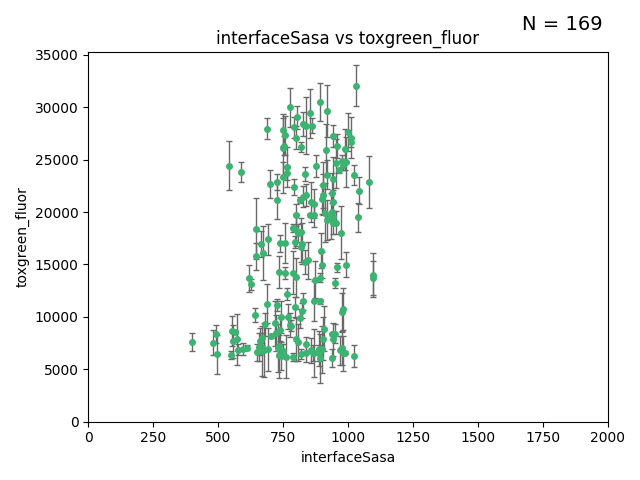 N = 169
interfaceSasa vs toxgreen_fluor
35000
30000
25000
20000
15000
10000
5000
0
toxgreen_fluor
0 250 500 750 1000 1250 1500 1750 2000
interfaceSasa